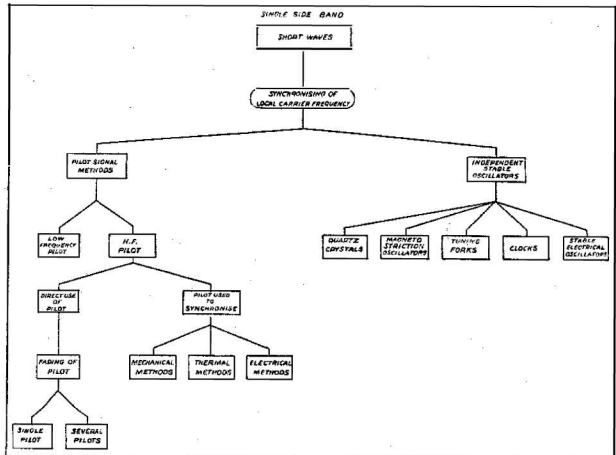 SINGLE SIDE BAND
SHORT WAVES
SYNCHRONISING OF
LOCAL CARRIER FREQUENCY
PILOT SIGNAL
METHODS
INDEPENDENT
STABLE
OSCILLATORS
LOW
FREQUENCY
PILOT
H.F.
PILOT
QUARTZ
CRYSTALS
MAGNETO
STRICTION
OSCILLATORS
TUNING
FORKS
CLOCKS
STABLE
ELECTRICAL
OSCILLATORS
DIRECT USE
OF
PILOT
PILOT USED
TO
SYNCHRONISE
FADING OF
PILOT
MECHANICAL
METHODS
THERMAL
METHODS
ELECTRICAL
METHODS
SINGLE
PILOT
SEVERAL
PILOTS